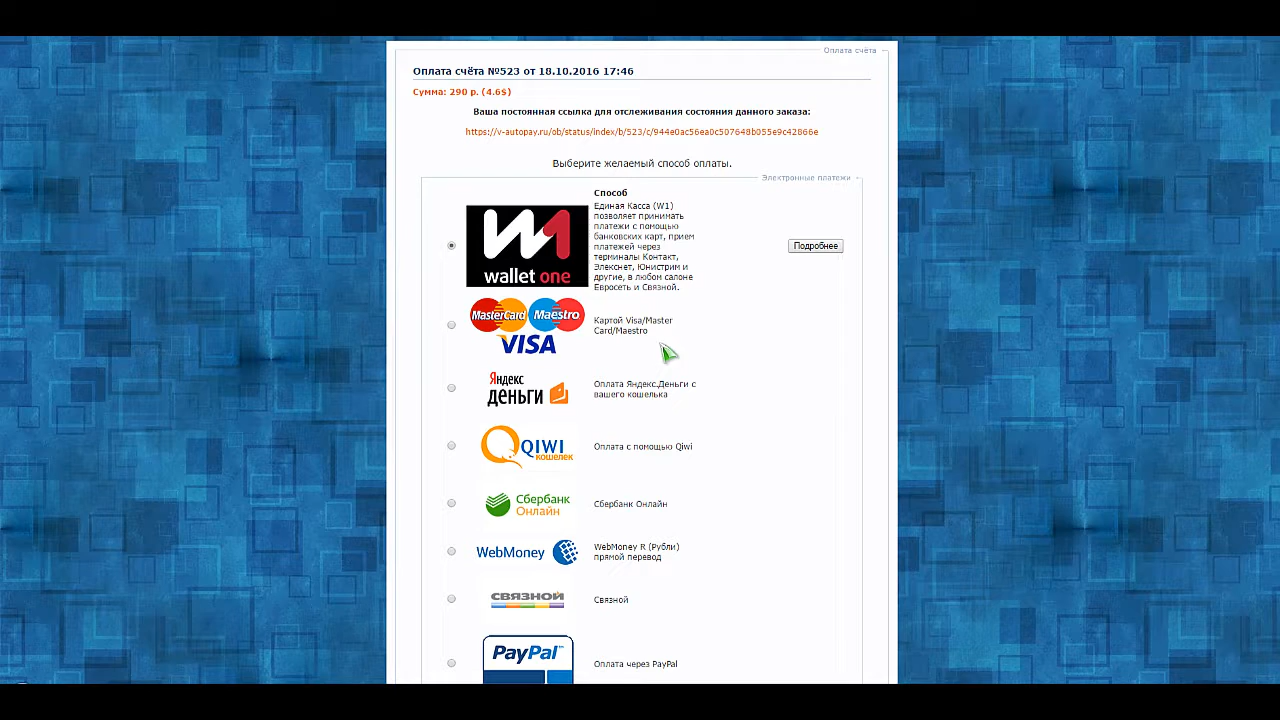 Оплата счёта
Оплата счёта №523 от 18.10.2016 17:46
Сумма: 290 р. (4.6$)
Ваша постоянная ссылка для отслеживания состояния данного заказа:
https://v-autopay.ru/ob/status/index/b/523/c/944e0ac56ea0c507648b055e9c42866e
Выберите желаемый способ оплаты.
Электронные платежи
Способ
W1
wallet one
Единая Касса (W1)
позволяет принимать
платежи с помощью
банковских карт, прием
платежей через
терминалы Контакт,
Элекснет, Юнистрим и
другие, в любом салоне
Евросеть и Связной.
Подробнее
MasterCard Maestro
VISA
Картой Visa/Master
Card/Maestro
Яндекс
деньги
Оплата Яндекс.Деньги с
вашего кошелька
QIWI
КОШЕЛЕК
Оплата с помощью Qiwi
Сбербанк
Онлайн
Сбербанк Онлайн
WebMoney
WebMoney R (Рубли)
прямой перевод
СВЯЗНОЙ
Связной
PayPal™
Оплата через PayPal